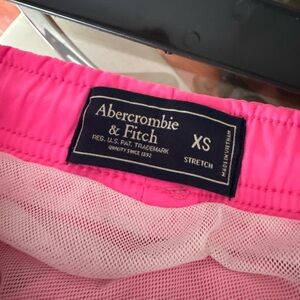 Abercrombie
& Fitch
REG. U.S. PAT. TRADEMARK
QUALITY SINCE 1892
XS
STRETCH
MADE IN VIETNAM